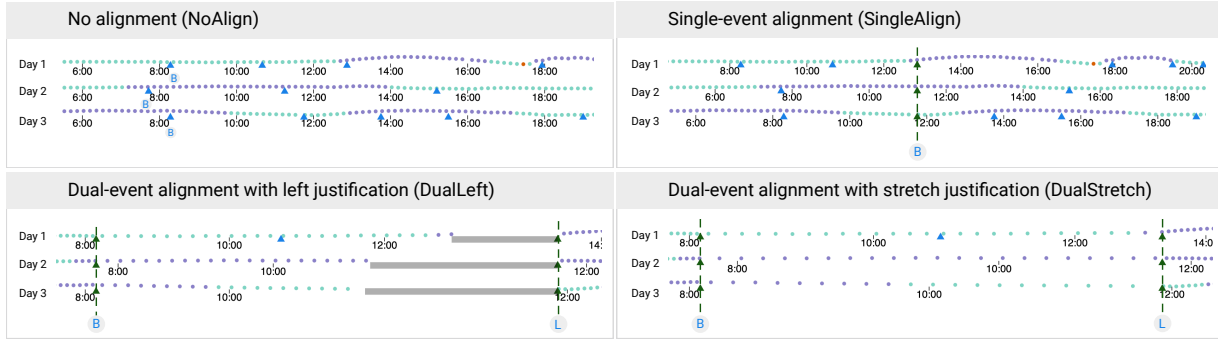 No alignment (NoAlign)
Day 1
6:00 8:00 10:00 12:00 14:00 16:00 18:00
B
Day 2
6:00 8:00 10:00 12:00 14:00 16:00 18:00
B
Day 3
6:00 8:00 10:00 12:00 14:00 16:00 18:00
B
Single-event alignment (SingleAlign)
Day 1
6:00 8:00 10:00 12:00 14:00 16:00 18:00 20:00
Day 2
6:00 8:00 10:00 12:00 14:00 16:00 18:00
Day 3
6:00 8:00 10:00 12:00 14:00 16:00 18:00
B
Dual-event alignment with left justification (DualLeft)
Day 1
8:00 10:00 12:00 14
Day 2
8:00 10:00 12:00
Day 3
8:00 10:00 12:00
B L
Dual-event alignment with stretch justification (DualStretch)
Day 1
8:00 10:00 12:00 14:0
Day 2
8:00 10:00 12:00
Day 3
8:00 10:00 12:00
B L